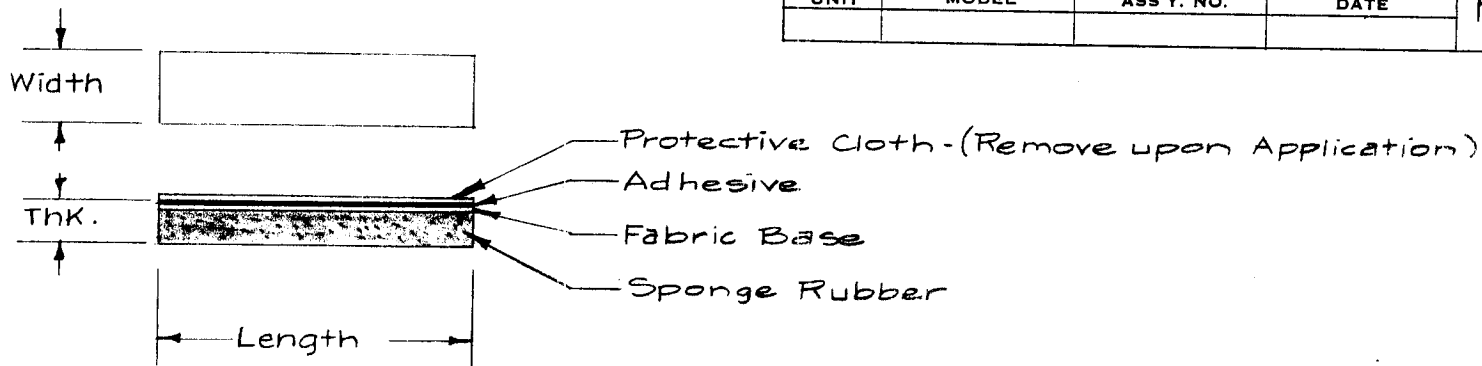 UNIT MODEL ASS'Y. NO. DATE
Width
Protective Cloth-(Remove upon Application)
Adhesive
Thk.
Fabric Base
Sponge Rubber
Length